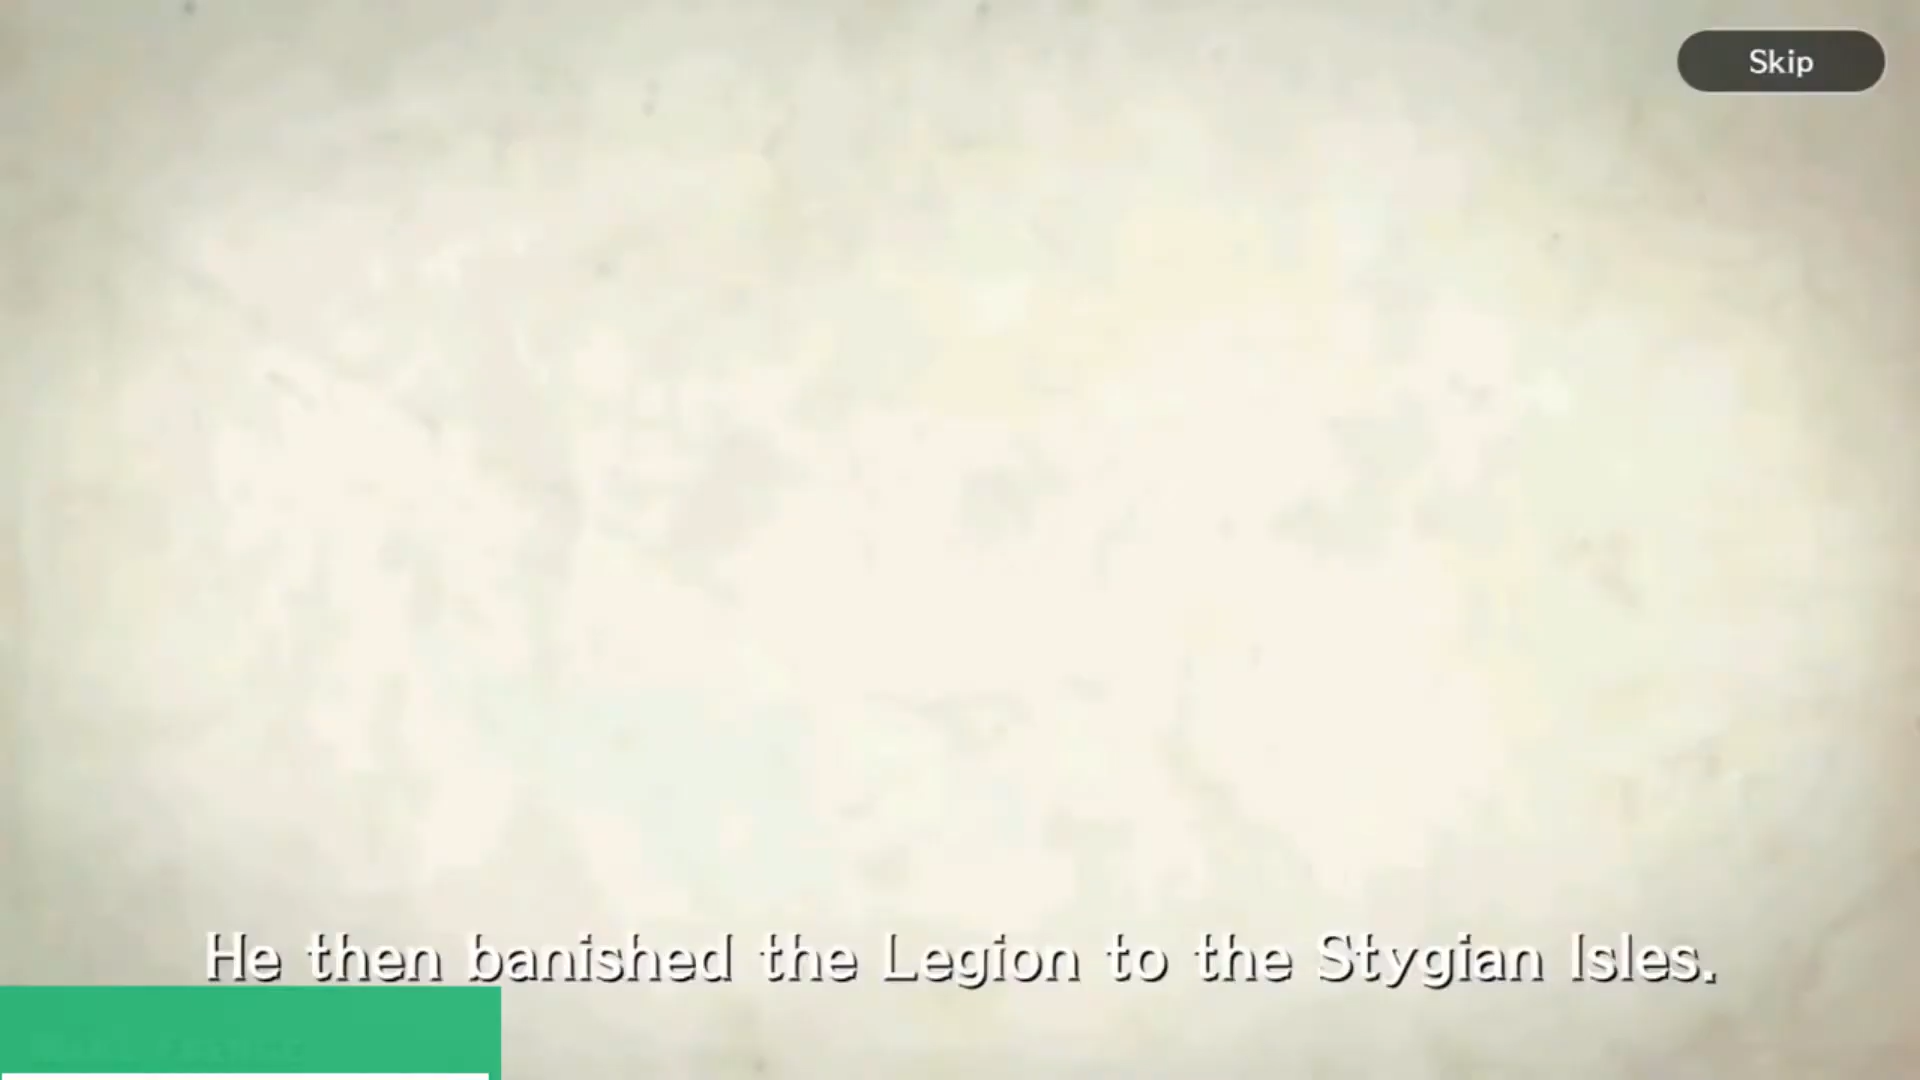 Skip
He then banished the Legion to the Stygian Isles.